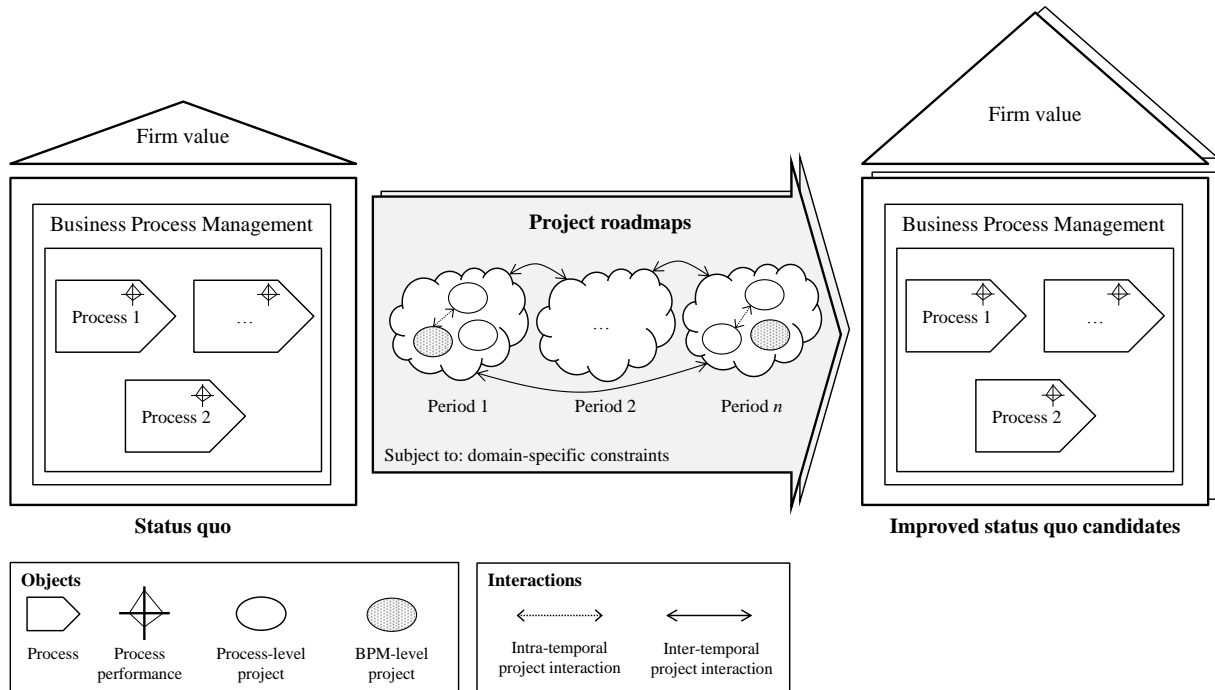 Firm value
Business Process Management
Process 1
…
Process 2
Status quo
Project roadmaps
…
Period 1
Period 2
Period n
Subject to: domain-specific constraints
Firm value
Business Process Management
Process 1
…
Process 2
Improved status quo candidates
Objects
Process
Process
performance
Process-level
project
BPM-level
project
Interactions
Intra-temporal
project interaction
Inter-temporal
project interaction